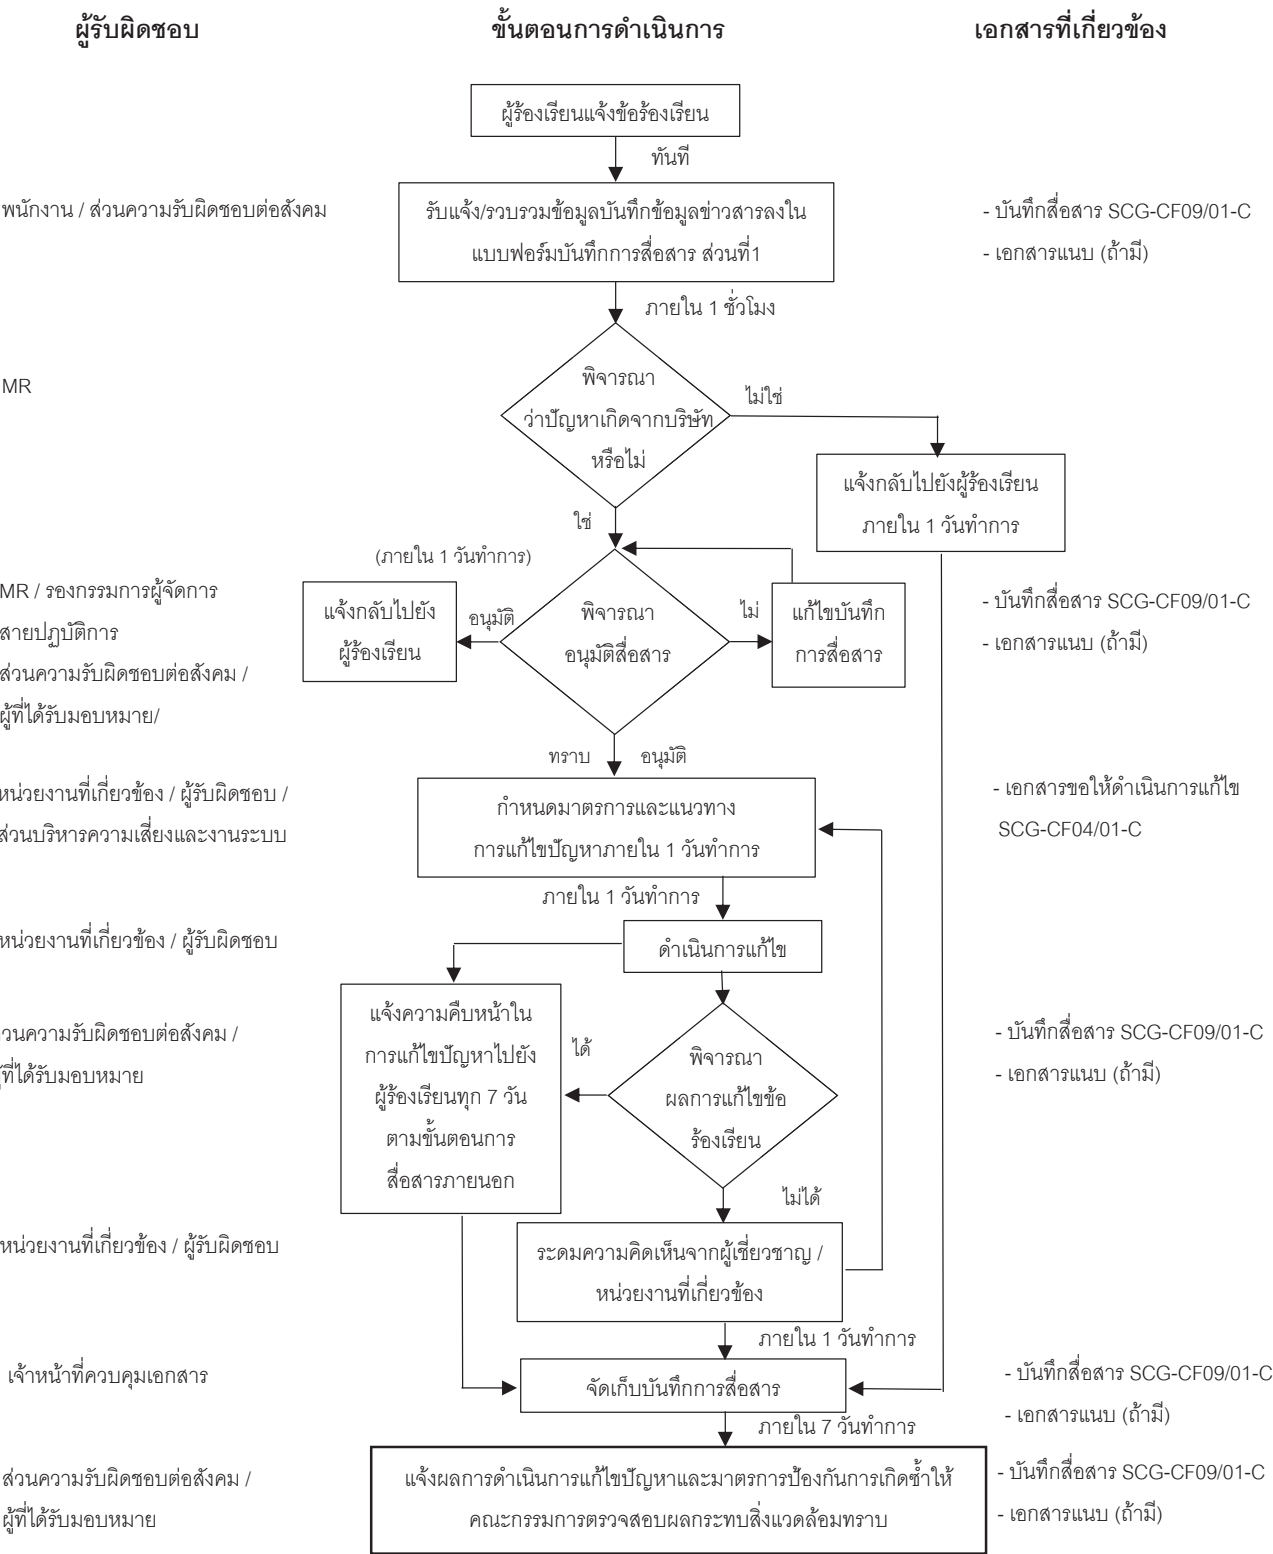 ผู้รับผิดชอบ
ขั้นตอนการดำเนินการ
เอกสารที่เกี่ยวข้อง
ผู้ร้องเรียนแจ้งข้อร้องเรียน
ทันที
พนักงาน / ส่วนความรับผิดชอบต่อสังคม
รับแจ้ง/รวบรวมข้อมูลบันทึกข้อมูลข่าวสารลงใน
แบบฟอร์มบันทึกการสื่อสาร ส่วนที่1
- บันทึกสื่อสาร SCG-CF09/01-C
- เอกสารแนบ (ถ้ามี)
ภายใน 1 ชั่วโมง
MR
พิจารณา
ว่าปัญหาเกิดจากบริษัท
หรือไม่
ไม่ใช่
แจ้งกลับไปยังผู้ร้องเรียน
ภายใน 1 วันทำการ
ใช่
(ภายใน 1 วันทำการ)
MR / รองกรรมการผู้จัดการ
สายปฏิบัติการ
ส่วนความรับผิดชอบต่อสังคม /
ผู้ที่ได้รับมอบหมาย/
แจ้งกลับไปยัง
ผู้ร้องเรียน
อนุมัติ
พิจารณา
อนุมัติสื่อสาร
ไม่
แก้ไขบันทึก
การสื่อสาร
- บันทึกสื่อสาร SCG-CF09/01-C
- เอกสารแนบ (ถ้ามี)
ทราบ
อนุมัติ
หน่วยงานที่เกี่ยวข้อง / ผู้รับผิดชอบ /
ส่วนบริหารความเสี่ยงและงานระบบ
กำหนดมาตรการและแนวทาง
การแก้ไขปัญหาภายใน 1 วันทำการ
- เอกสารขอให้ดำเนินการแก้ไข
SCG-CF04/01-C
ภายใน 1 วันทำการ
หน่วยงานที่เกี่ยวข้อง / ผู้รับผิดชอบ
ดำเนินการแก้ไข
่วนความรับผิดชอบต่อสังคม /
ผู้ที่ได้รับมอบหมาย
แจ้งความคืบหน้าใน
การแก้ไขปัญหาไปยัง
ผู้ร้องเรียนทุก 7 วัน
ตามขั้นตอนการ
สื่อสารภายนอก
ได้
พิจารณา
ผลการแก้ไขข้อ
ร้องเรียน
- บันทึกสื่อสาร SCG-CF09/01-C
- เอกสารแนบ (ถ้ามี)
ไม่ได้
หน่วยงานที่เกี่ยวข้อง / ผู้รับผิดชอบ
ระดมความคิดเห็นจากผู้เชี่ยวชาญ /
หน่วยงานที่เกี่ยวข้อง
ภายใน 1 วันทำการ
เจ้าหน้าที่ควบคุมเอกสาร
จัดเก็บบันทึกการสื่อสาร
- บันทึกสื่อสาร SCG-CF09/01-C
- เอกสารแนบ (ถ้ามี)
ภายใน 7 วันทำการ
ส่วนความรับผิดชอบต่อสังคม /
ผู้ที่ได้รับมอบหมาย
แจ้งผลการดำเนินการแก้ไขปัญหาและมาตรการป้องกันการเกิดซ้ำให้
คณะกรรมการตรวจสอบผลกระทบสิ่งแวดล้อมทราบ
- บันทึกสื่อสาร SCG-CF09/01-C
- เอกสารแนบ (ถ้ามี)